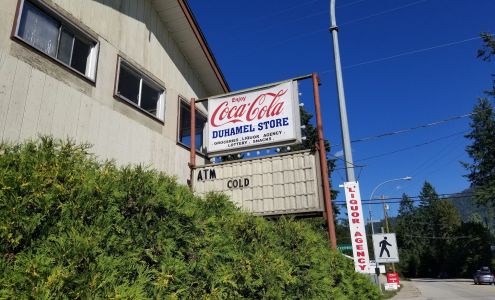 Enjoy
Coca-Cola
DUHAMEL STORE
GROCERIES · LIQUOR AGENCY
LOTTERY · SNACKS
ATM
COLD
LIQUOR-AGENCY